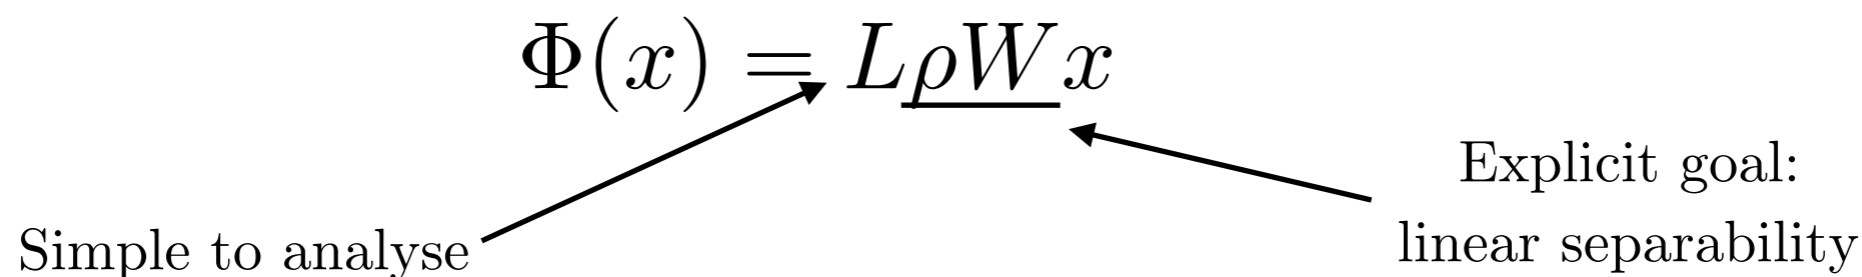 Φ(x) = LρWx
Explicit goal:
linear separability
Simple to analyse